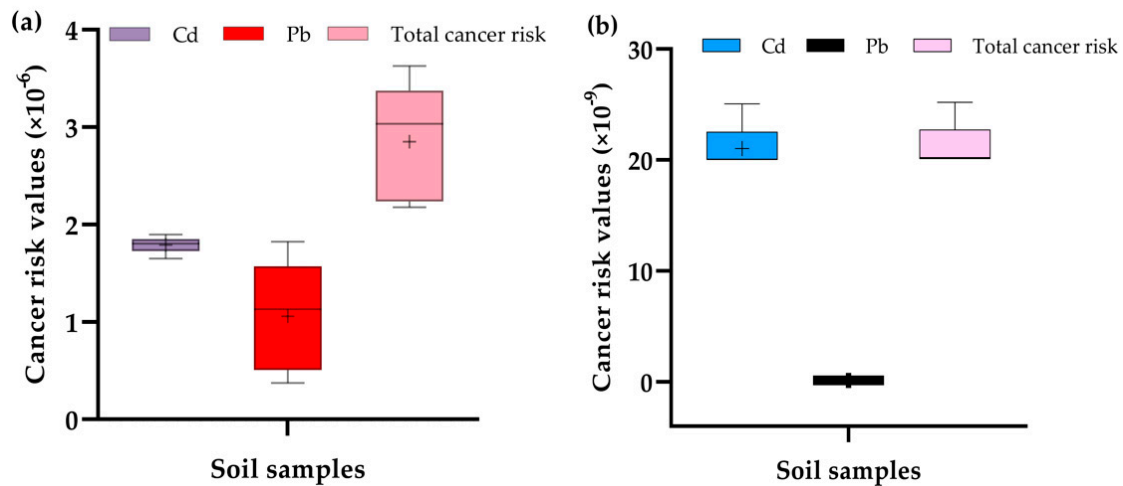 (a)
Cancer risk values (×10⁻⁶)
4
3
2
1
0
Cd Pb Total cancer risk
Soil samples
(b)
Cancer risk values (×10⁻⁹)
30
20
10
0
Cd Pb Total cancer risk
Soil samples